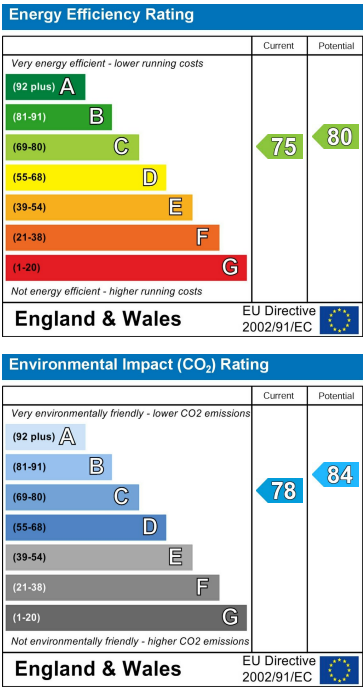 Energy Efficiency Rating
Current Potential
Very energy efficient - lower running costs
(92 plus) A
(81-91) B
(69-80) C
75 80
(55-68) D
(39-54) E
(21-38) F
(1-20) G
Not energy efficient - higher running costs
England & Wales
EU Directive
2002/91/EC
Environmental Impact (CO2) Rating
Current Potential
Very environmentally friendly - lower CO2 emissions
(92 plus) A
(81-91) B
84
(69-80) C
78
(55-68) D
(39-54) E
(21-38) F
(1-20) G
Not environmentally friendly - higher CO2 emissions
England & Wales
EU Directive
2002/91/EC